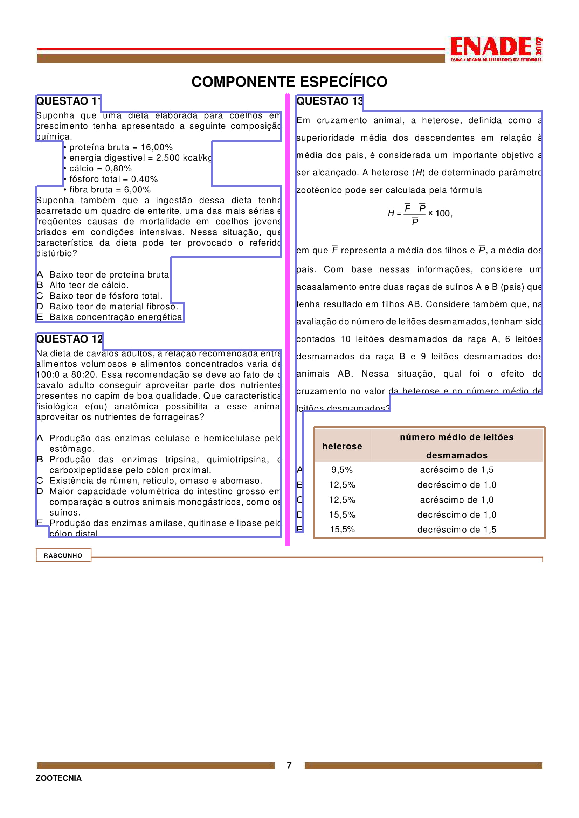 ENADE 2007
EXAME NACIONAL DE DESEMPENHO DOS ESTUDANTES
COMPONENTE ESPECÍFICO
QUESTÃO 11
Suponha que uma dieta elaborada para coelhos em
crescimento tenha apresentado a seguinte composição
química.
• proteína bruta = 16,00%
• energia digestível = 2.500 kcal/kg
• cálcio = 0,80%
• fósforo total = 0,40%
• fibra bruta = 6,00%
Suponha também que a ingestão dessa dieta tenha
acarretado um quadro de enterite, uma das mais sérias e
freqüentes causas de mortalidade em coelhos jovens
criados em condições intensivas. Nessa situação, que
característica da dieta pode ter provocado o referido
distúrbio?
A Baixo teor de proteína bruta.
B Alto teor de cálcio.
C Baixo teor de fósforo total.
D Baixo teor de material fibroso.
E Baixa concentração energética.
QUESTÃO 12
Na dieta de cavalos adultos, a relação recomendada entre
alimentos volumosos e alimentos concentrados varia de
100:0 a 80:20. Essa recomendação se deve ao fato de o
cavalo adulto conseguir aproveitar parte dos nutrientes
presentes no capim de boa qualidade. Que característica
fisiológica e(ou) anatômica possibilita a esse animal
aproveitar os nutrientes de forrageiras?
A Produção das enzimas celulase e hemicelulase pelo
estômago.
B Produção das enzimas tripsina, quimiotripsina, e
carboxipeptidase pelo cólon proximal.
C Existência de rúmen, retículo, omaso e abomaso.
D Maior capacidade volumétrica do intestino grosso em
comparação a outros animais monogástricos, como os
suínos.
E Produção das enzimas amilase, quitinase e lipase pelo
cólon distal.
QUESTÃO 13
Em cruzamento animal, a heterose, definida como a
superioridade média dos descendentes em relação à
média dos pais, é considerada um importante objetivo a
ser alcançado. A heterose (H) de determinado parâmetro
zootécnico pode ser calculada pela fórmula
H = (F̅ - P̅) / P̅ × 100,
em que F̅ representa a média dos filhos e P̅, a média dos
pais. Com base nessas informações, considere um
acasalamento entre duas raças de suínos A e B (pais) que
tenha resultado em filhos AB. Considere também que, na
avaliação do número de leitões desmamados, tenham sido
contados 10 leitões desmamados da raça A, 6 leitões
desmamados da raça B e 9 leitões desmamados dos
animais AB. Nessa situação, qual foi o efeito do
cruzamento no valor da heterose e no número médio de
leitões desmamados?
heterose número médio de leitões desmamados
A 9,5% acréscimo de 1,5
B 12,5% decréscimo de 1,0
C 12,5% acréscimo de 1,0
D 15,5% decréscimo de 1,0
E 15,5% decréscimo de 1,5
RASCUNHO
7
ZOOTECNIA